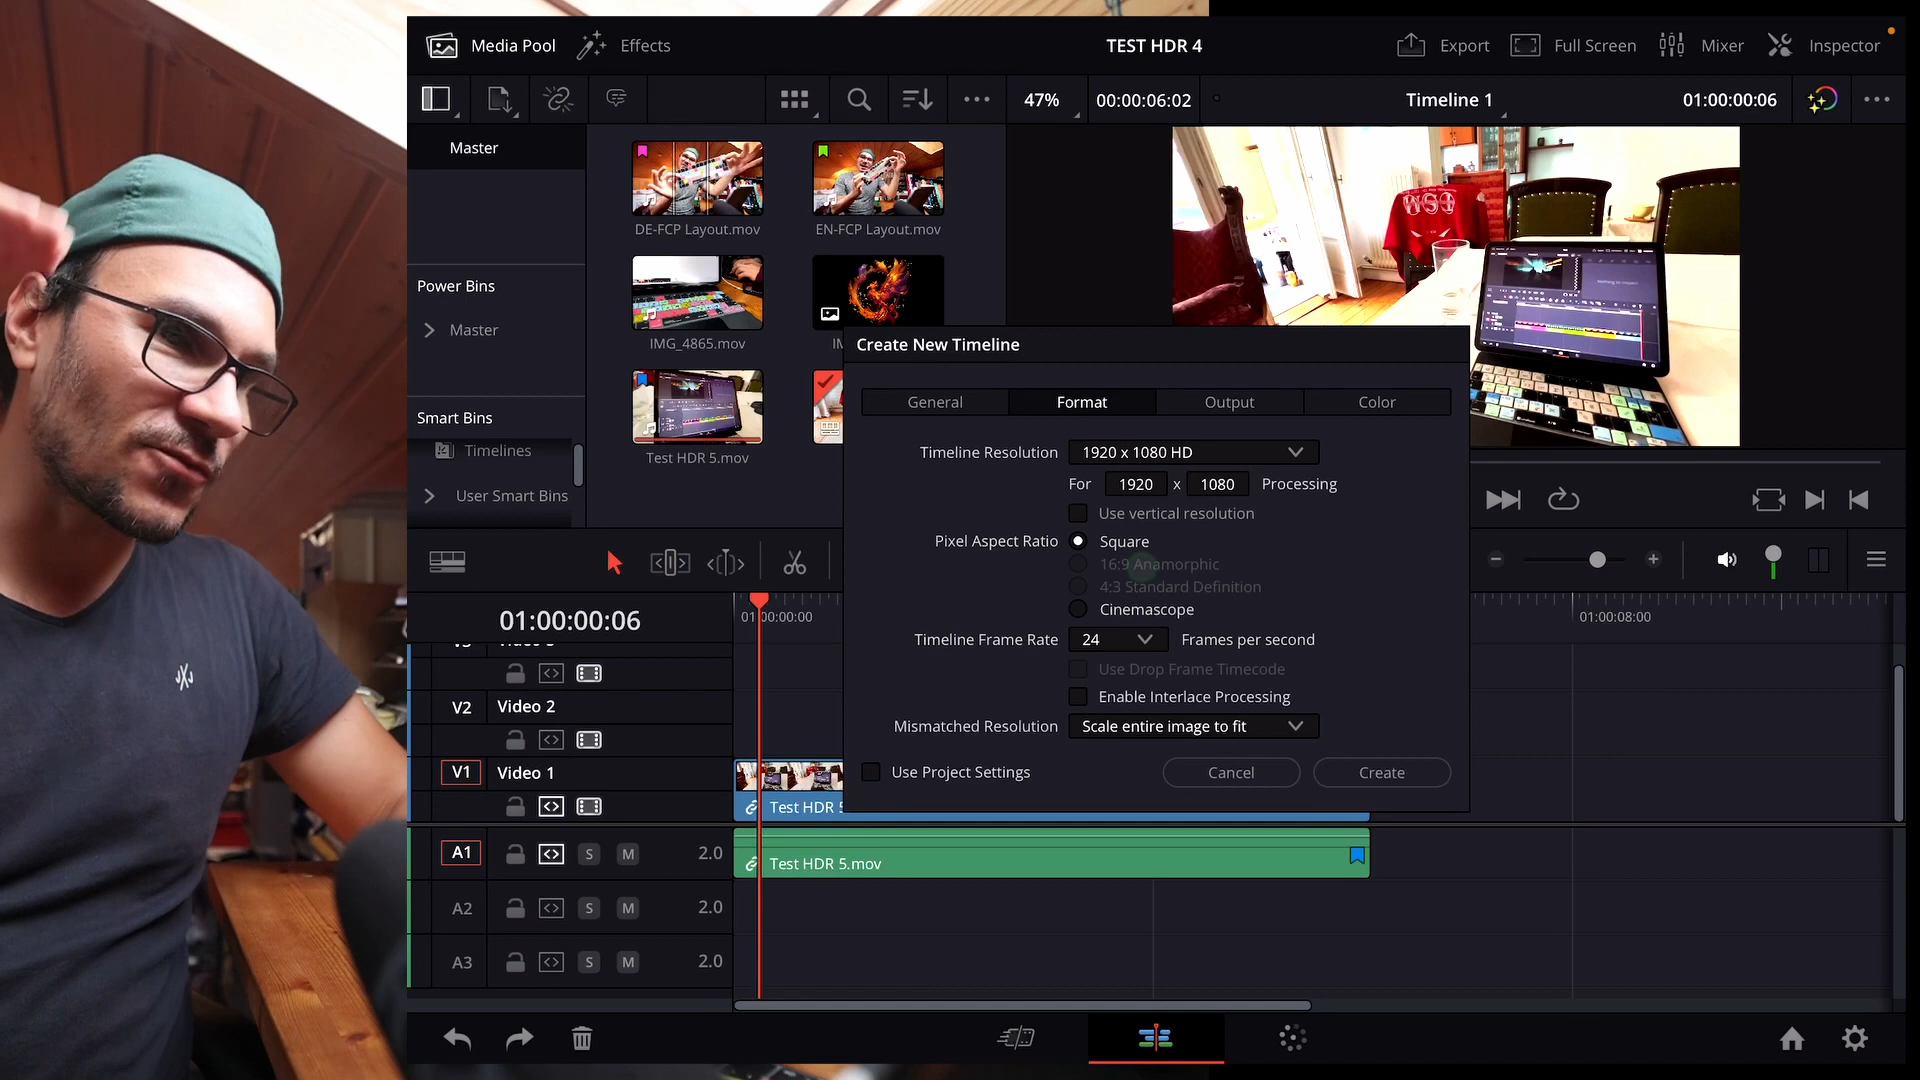 Media Pool
Effects
TEST HDR 4
Export
Full Screen
Mixer
Inspector
47%
00:00:06:02
Timeline 1
01:00:00:06
Master
Power Bins
Master
Smart Bins
Timelines
User Smart Bins
DE-FCP Layout.mov
EN-FCP Layout.mov
IMG_4865.mov
Test HDR 5.mov
Create New Timeline
General
Format
Output
Color
Timeline Resolution
1920 x 1080 HD
For 1920 x 1080 Processing
Use vertical resolution
Pixel Aspect Ratio
Square
16:9 Anamorphic
4:3 Standard Definition
Cinemascope
Timeline Frame Rate
24
Frames per second
Use Drop Frame Timecode
Enable Interlace Processing
Mismatched Resolution
Scale entire image to fit
Use Project Settings
Cancel
Create
01:00:00:06
01:00:00:00
01:00:08:00
V2 Video 2
V1 Video 1
Test HDR 5
A1 S M 2.0
Test HDR 5.mov
A2 S M 2.0
A3 S M 2.0